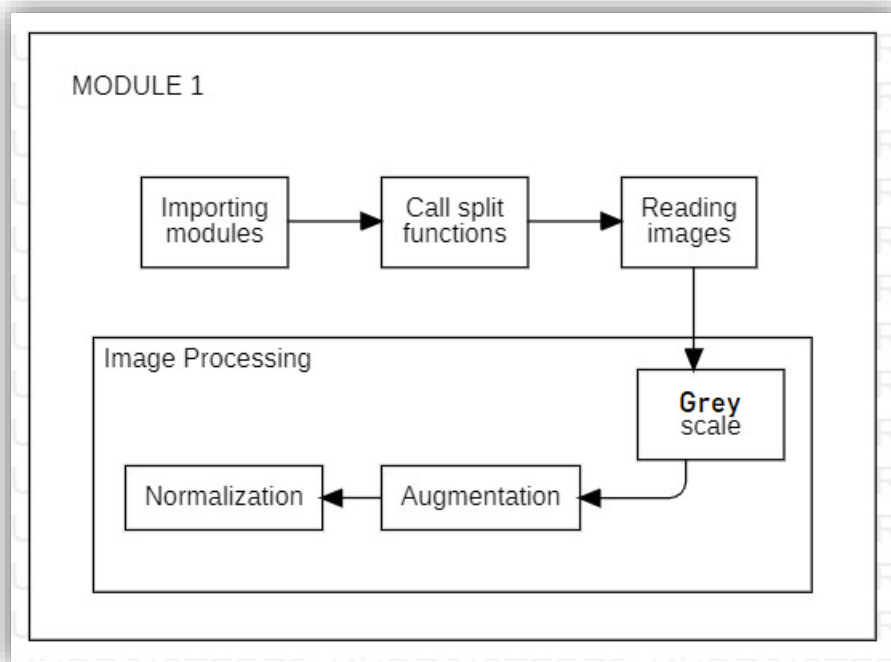 MODULE 1
Importing
modules
Call split
functions
Reading
images
Image Processing
Grey
scale
Augmentation
Normalization